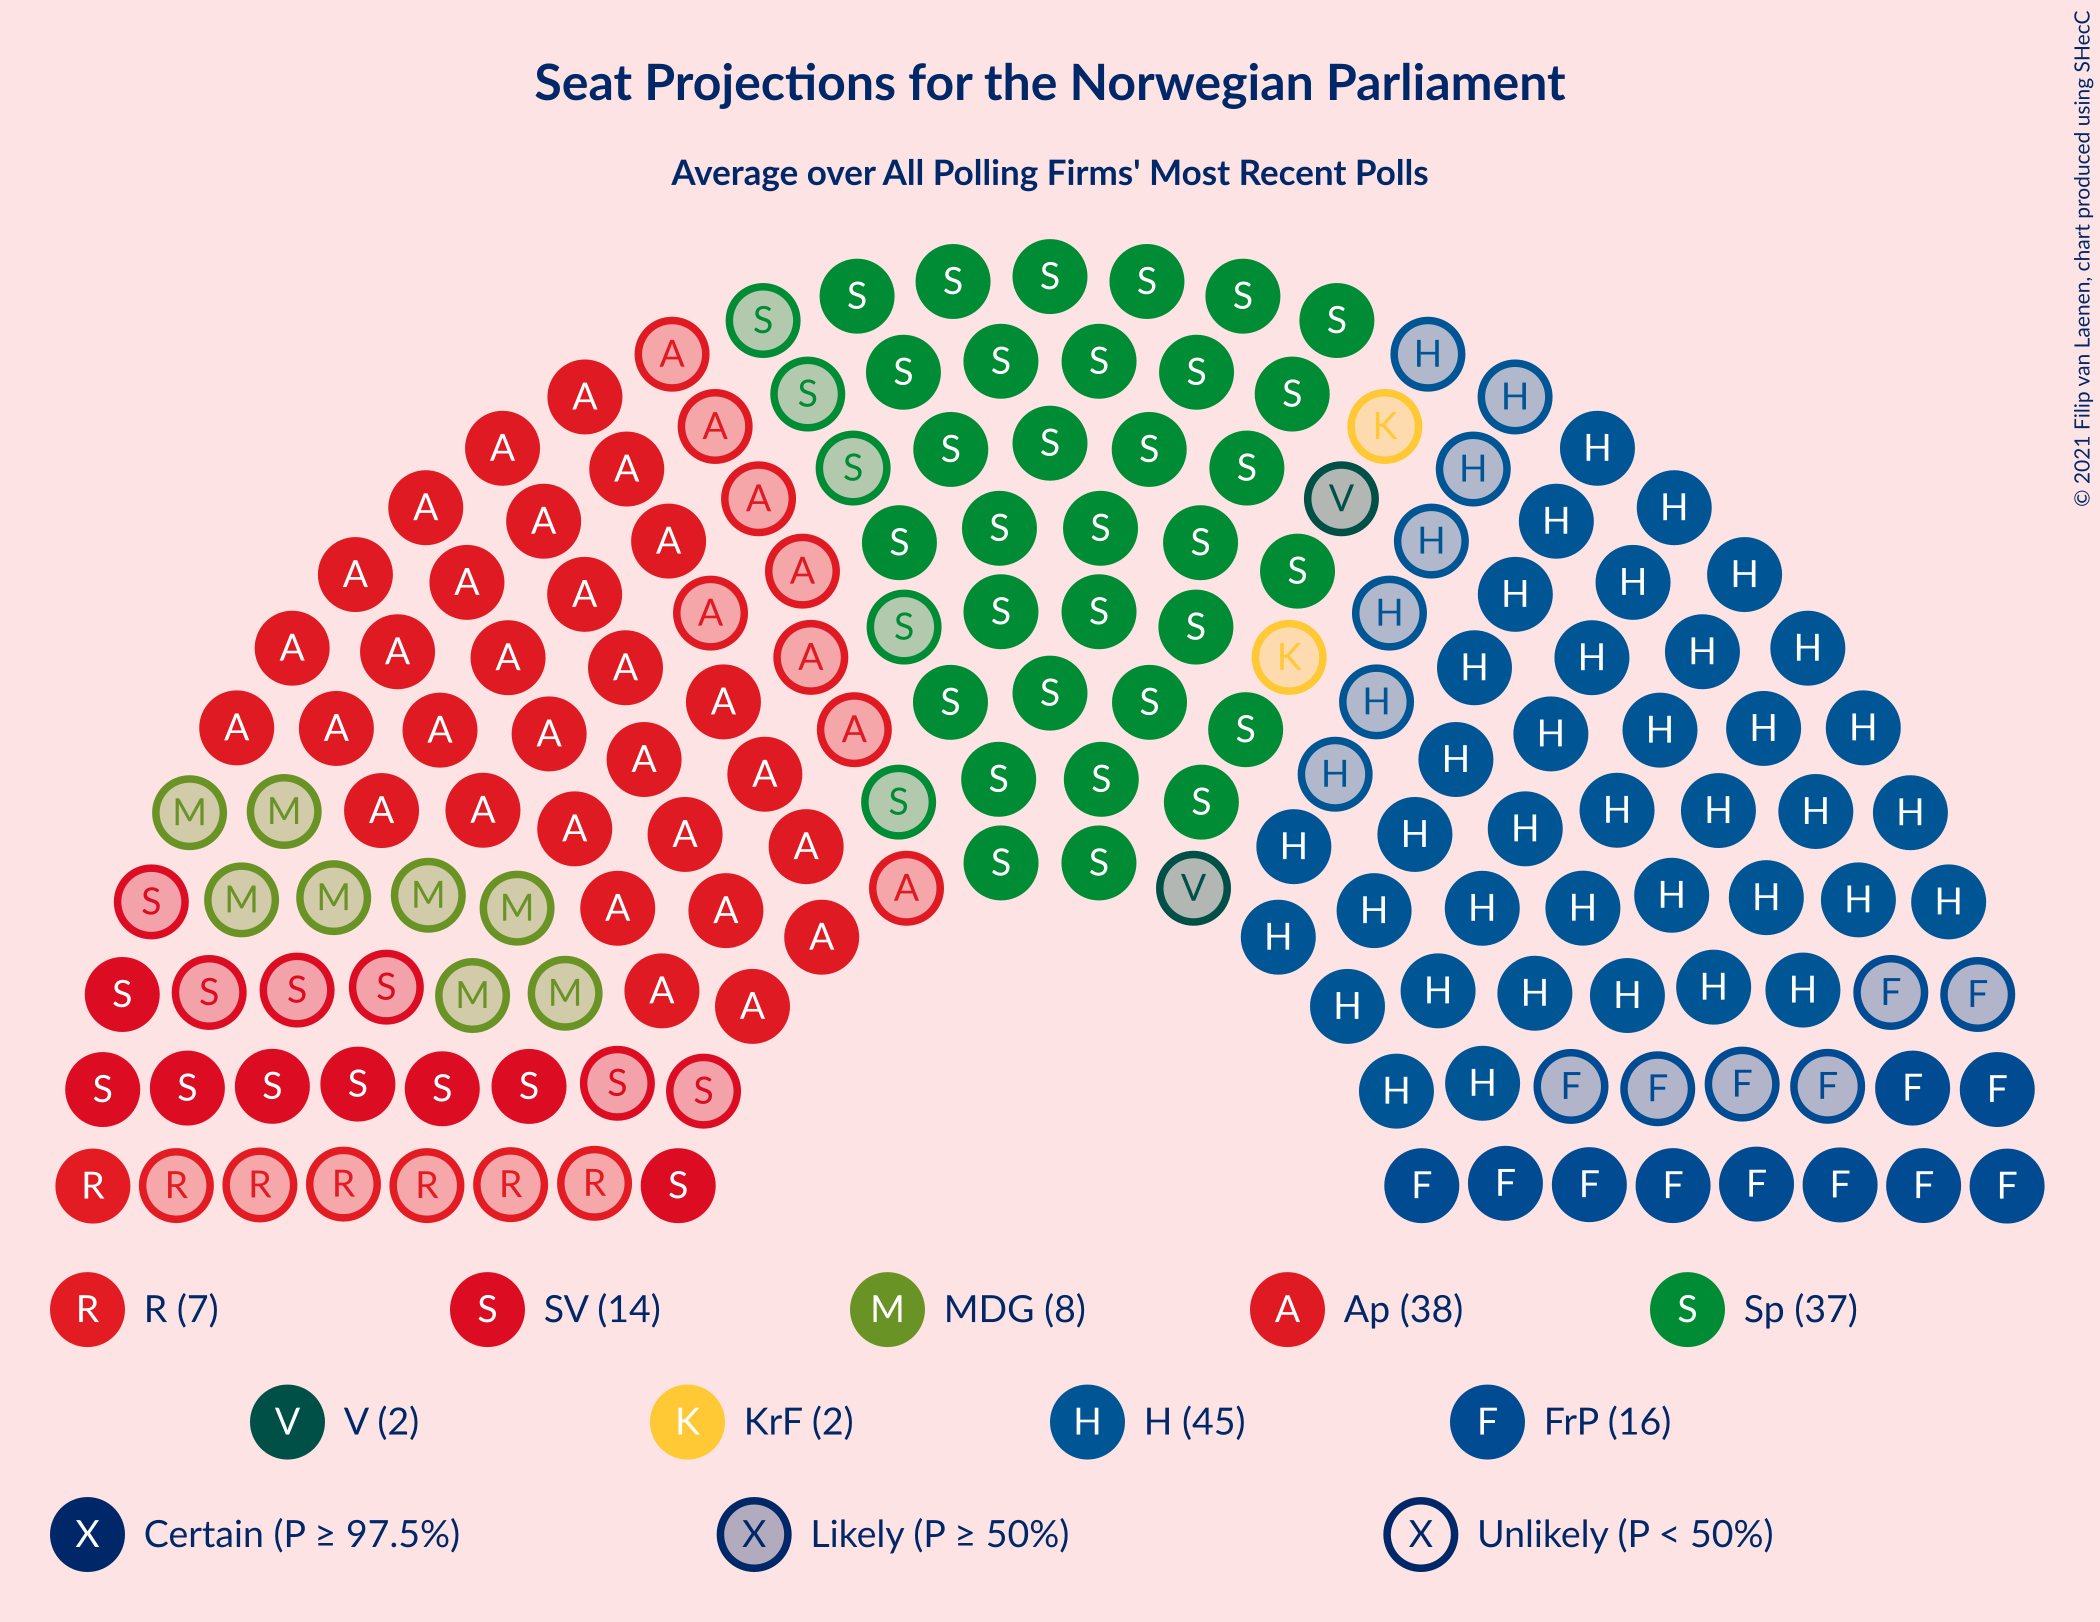 Seat Projections for the Norwegian Parliament
Average over All Polling Firms' Most Recent Polls
© 2021 Filip van Laenen, chart produced using SHecC
S S S S S S S
A A S S S S S S H H
A A A S S S S S K H H
A A A A S S S S V H H H
A A A A A S S S S S H H H H
A A A A A A S S S K H H H H H
A A A A A A A S S S H H H H H H
M M A A A A A S S S S H H H H H H H
S M M M M A A A A V H H H H H H H H
S S S S M M A A H H H H H H F F
S S S S S S S S H H F F F F F F
R R R R R R R S F F F F F F F F
R R (7) S SV (14) M MDG (8) A Ap (38) S Sp (37)
V V (2) K KrF (2) H H (45) F FrP (16)
X Certain (P ≥ 97.5%) X Likely (P ≥ 50%) X Unlikely (P < 50%)